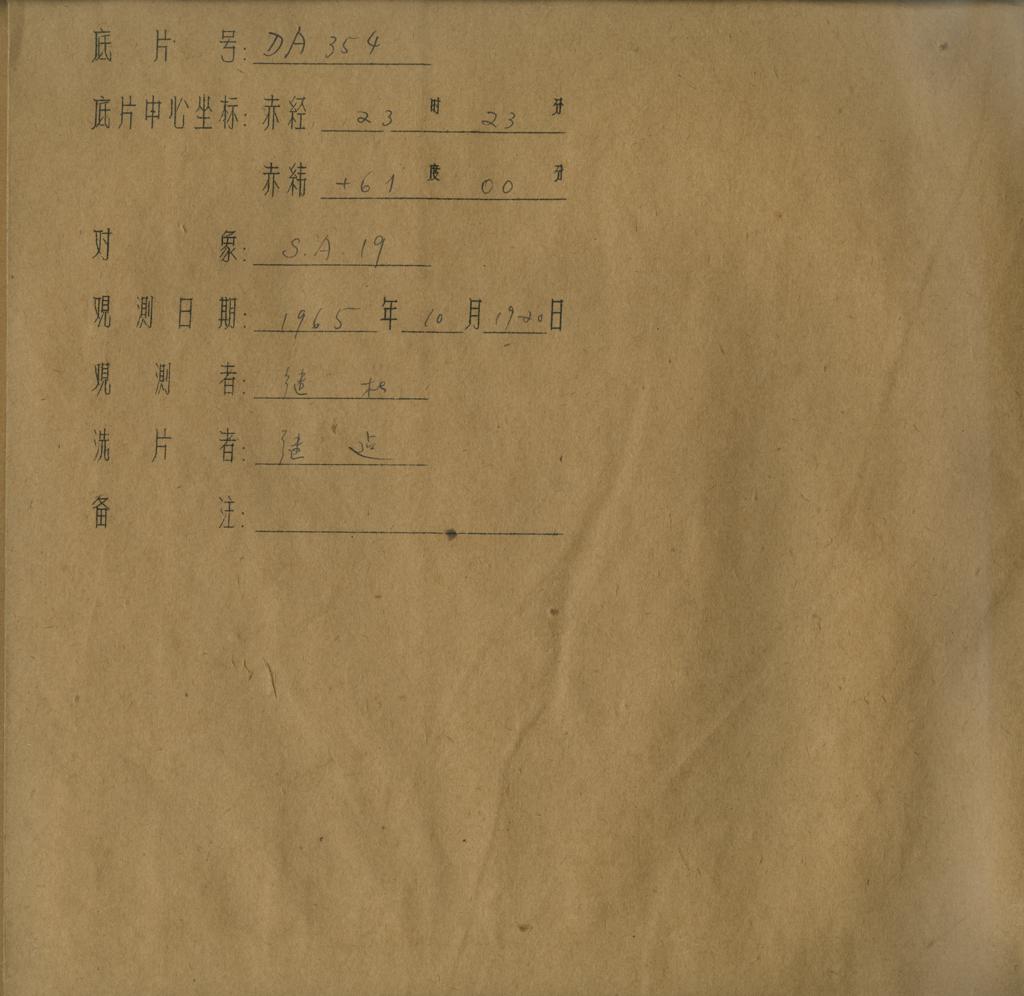 底片号: DA 354
底片中心坐标: 赤经 23 时 23 分
赤纬 +61 度 00 分
对象: S.A. 19
观测日期: 1965 年 10 月 19-20 日
观测者:
洗片者:
备注: